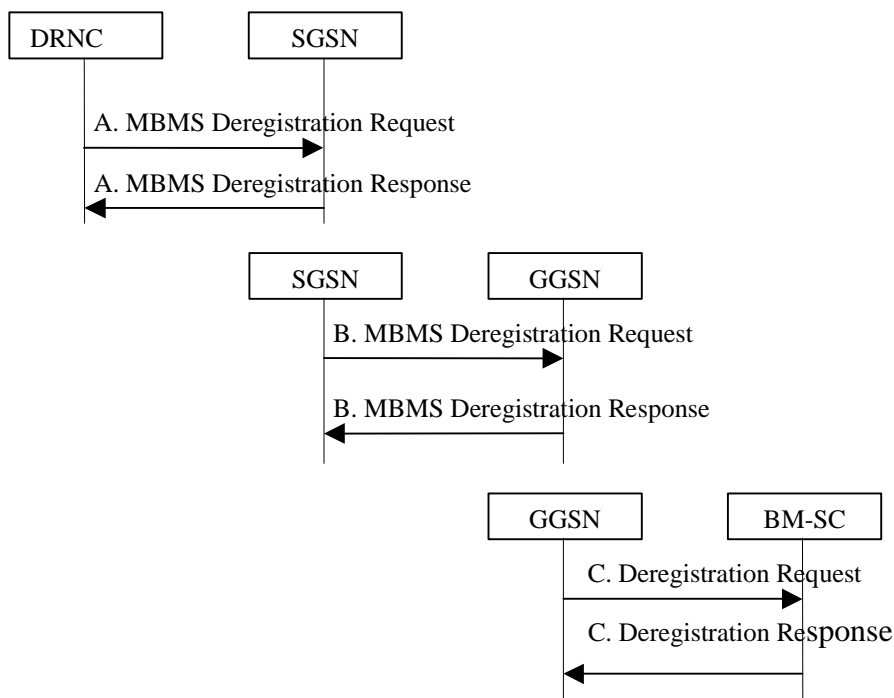 DRNC
SGSN
A. MBMS Deregistration Request
A. MBMS Deregistration Response
SGSN
GGSN
B. MBMS Deregistration Request
B. MBMS Deregistration Response
GGSN
BM-SC
C. Deregistration Request
C. Deregistration Response